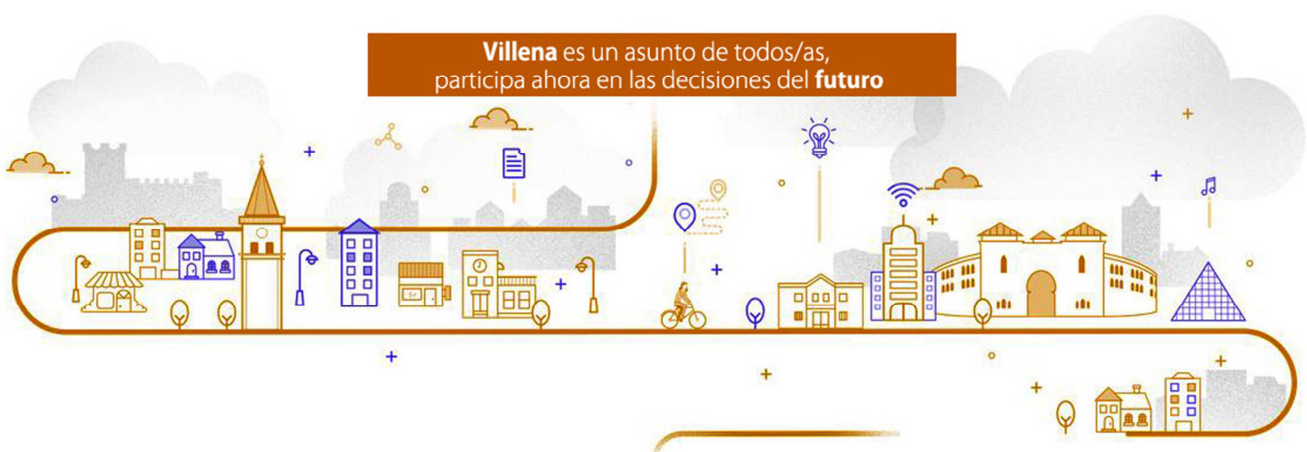 Villena es un asunto de todos/as,
participa ahora en las decisiones del futuro